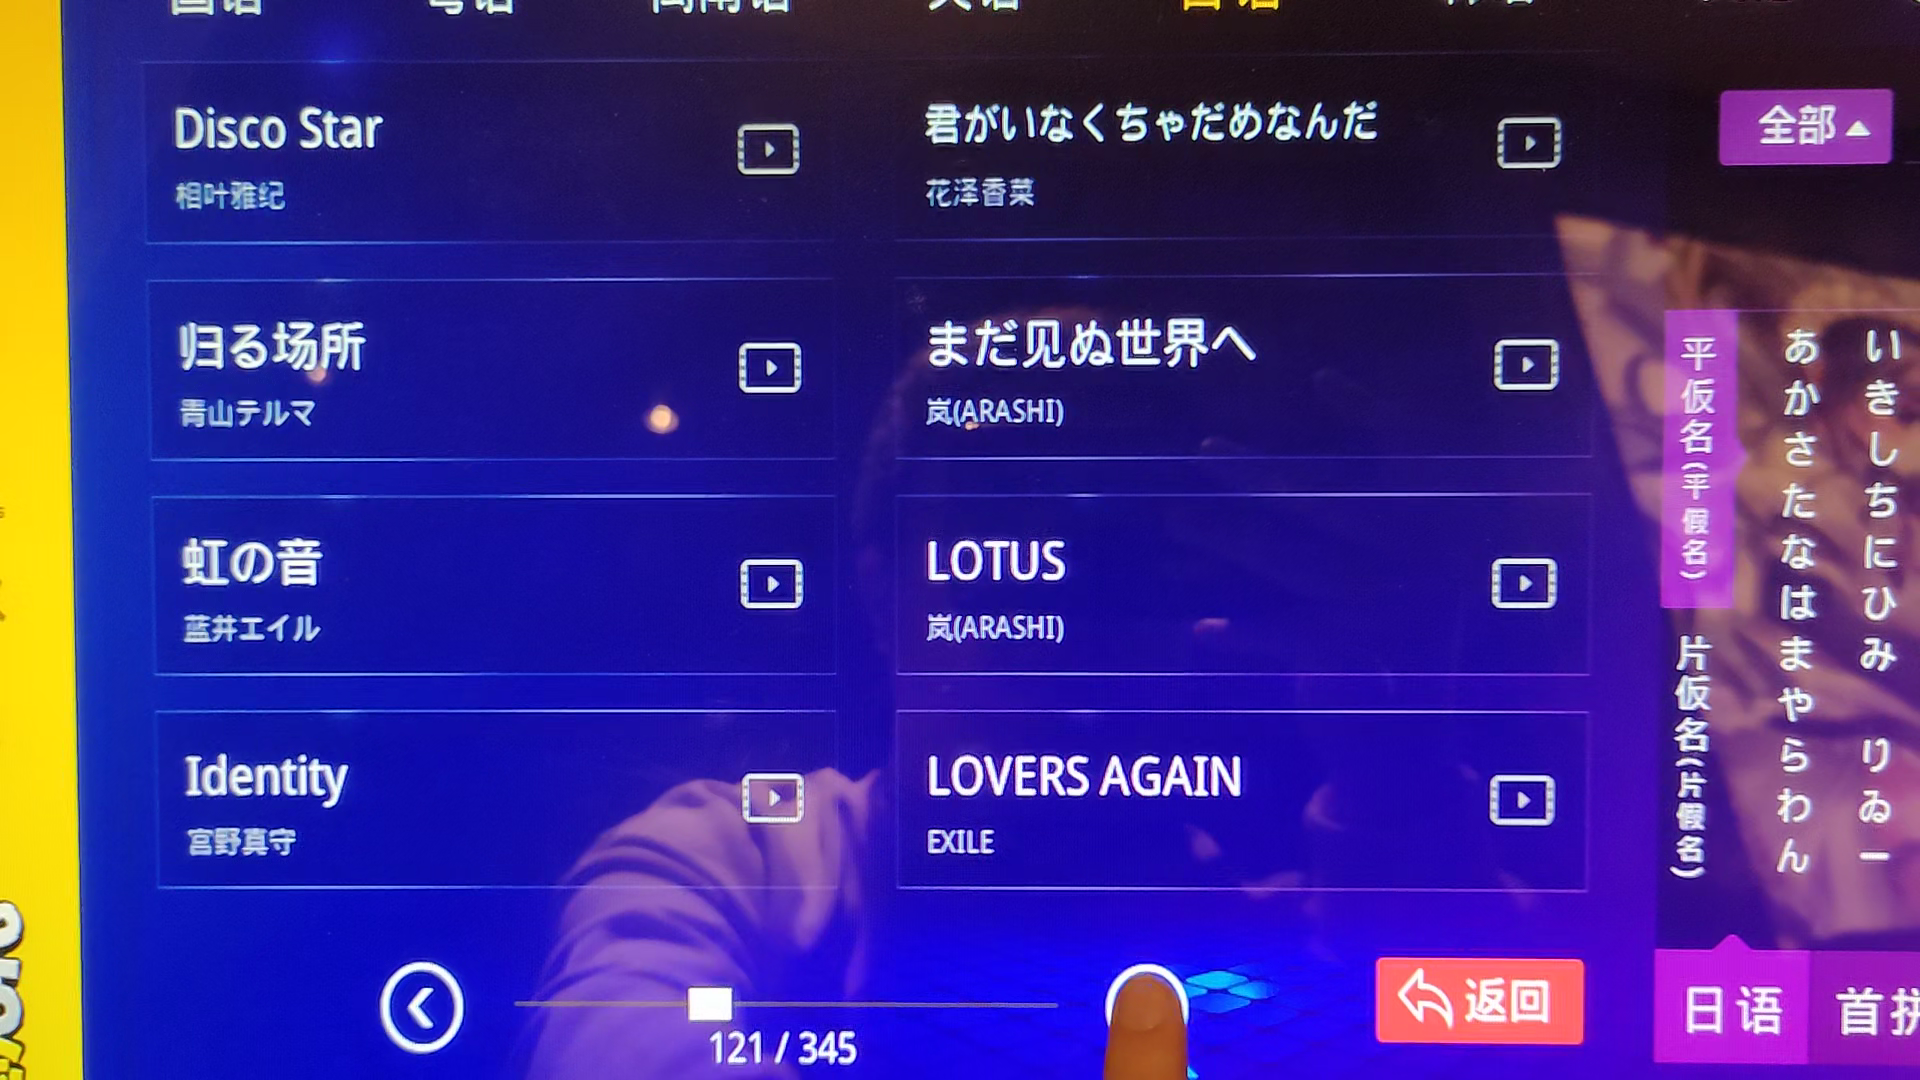 Disco Star
相叶雅纪
君がいなくちゃだめなんだ
花泽香菜
全部
归る场所
青山テルマ
まだ见ぬ世界へ
岚(ARASHI)
虹の音
蓝井エイル
LOTUS
岚(ARASHI)
Identity
宫野真守
LOVERS AGAIN
EXILE
平仮名(平假名)
片仮名(片假名)
あかさたなはまやらわん
いきしちにひみ りゐー
121 / 345
返回
日语
首拼